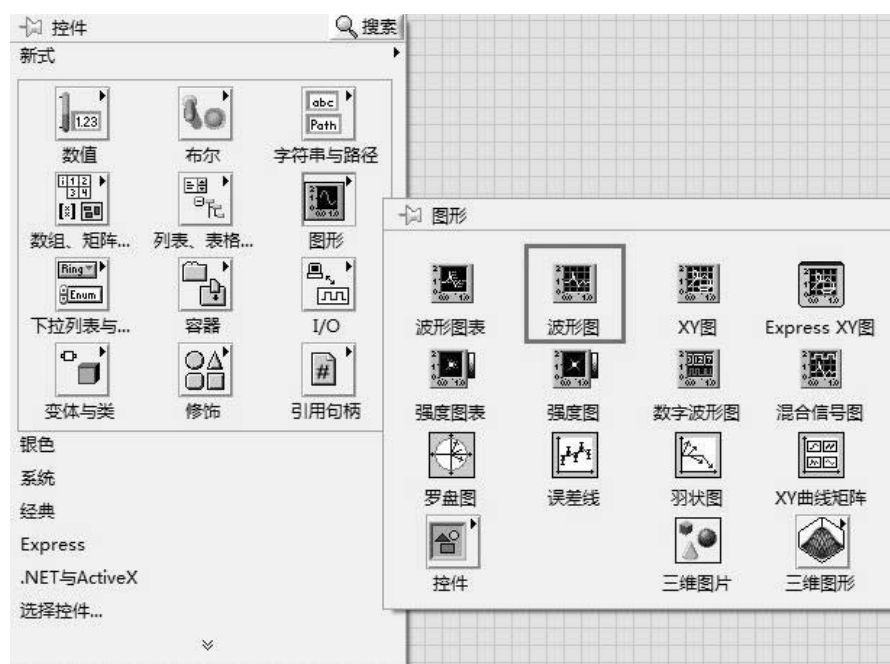 控件
搜索
新式
数值
布尔
字符串与路径
数组、矩阵...
列表、表格...
图形
下拉列表与...
容器
I/O
变体与类
修饰
引用句柄
银色
系统
经典
Express
.NET与ActiveX
选择控件...
图形
波形图表
波形图
XY图
Express XY图
强度图表
强度图
数字波形图
混合信号图
罗盘图
误差线
羽状图
XY曲线矩阵
控件
三维图片
三维图形
1.23
abc
Path
Ring
Enum